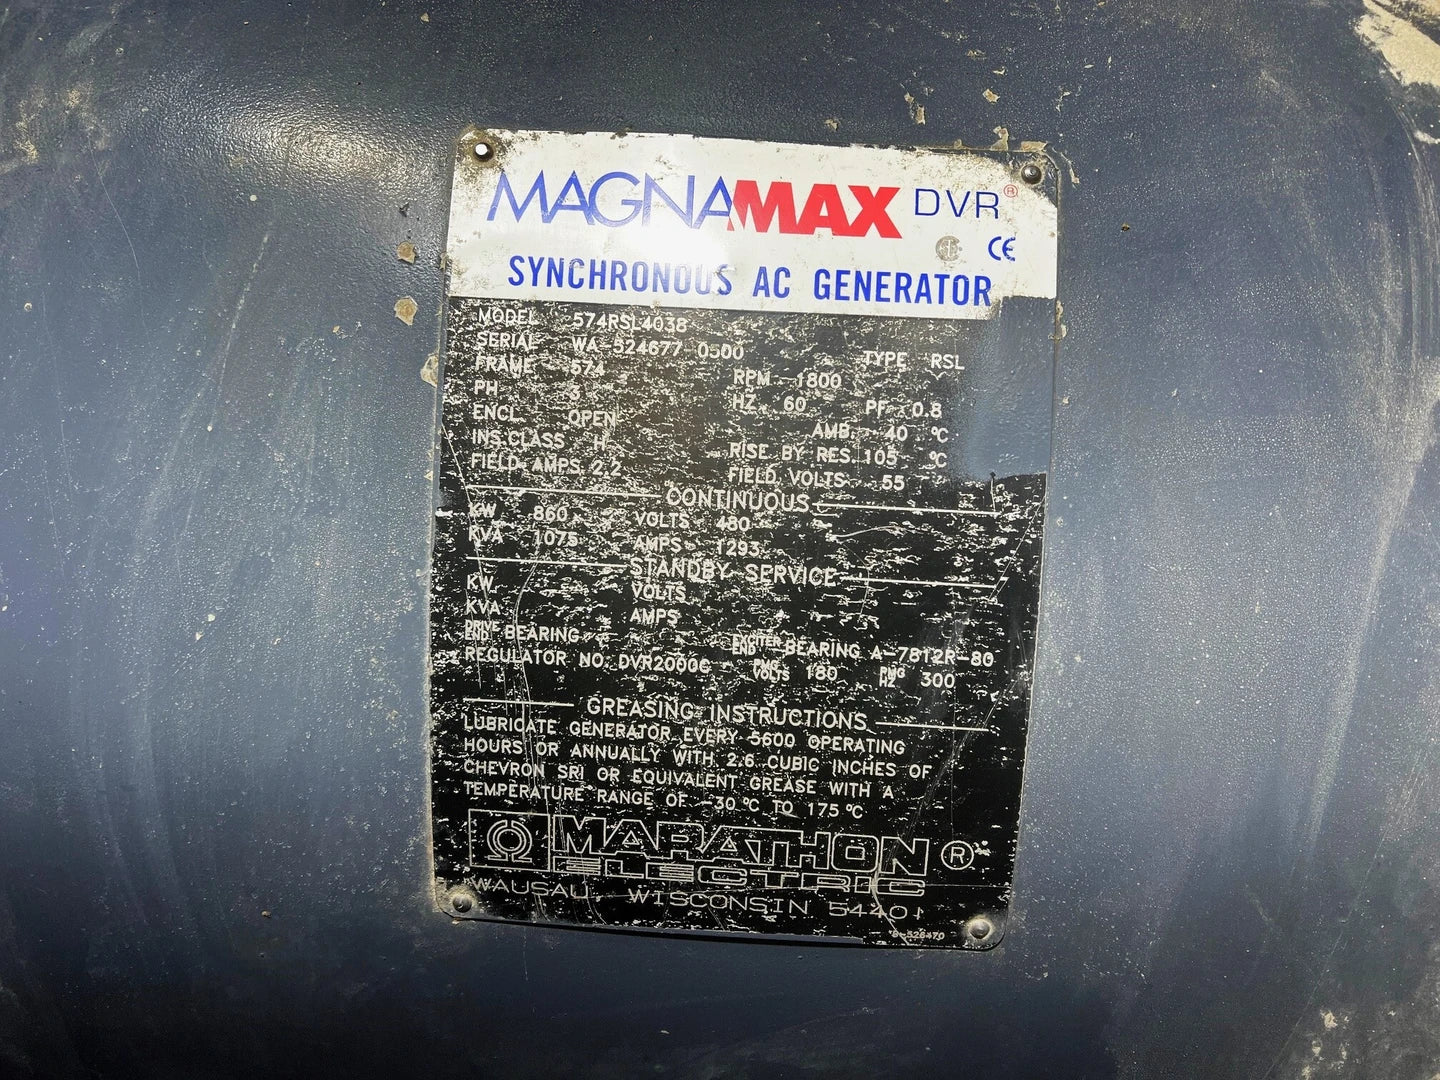 MAGNAMAX DVR®
CE
SYNCHRONOUS AC GENERATOR
MODEL 574RSL4038
SERIAL WA-524677 0500 TYPE RSL
FRAME 574 RPM 1800
PH 3 HZ 60 PF 0.8
ENCL. OPEN AMB. 40 °C
INS.CLASS H RISE BY RES. 105 °C
FIELD AMPS 2.2 FIELD VOLTS 55
CONTINUOUS
KW 860 VOLTS 480
KVA 1075 AMPS 1293
STANDBY SERVICE
KW VOLTS
KVA AMPS
DRIVE END BEARING EXCITER END BEARING A-7812R-80
REGULATOR NO. DVR2000C PMG VOLTS 180 PMG HZ 300
GREASING INSTRUCTIONS
LUBRICATE GENERATOR EVERY 5600 OPERATING
HOURS OR ANNUALLY WITH 2.6 CUBIC INCHES OF
CHEVRON SRI OR EQUIVALENT GREASE WITH A
TEMPERATURE RANGE OF -30 °C TO 175 °C
MARATHON ®
ELECTRIC
WAUSAU, WISCONSIN 54401